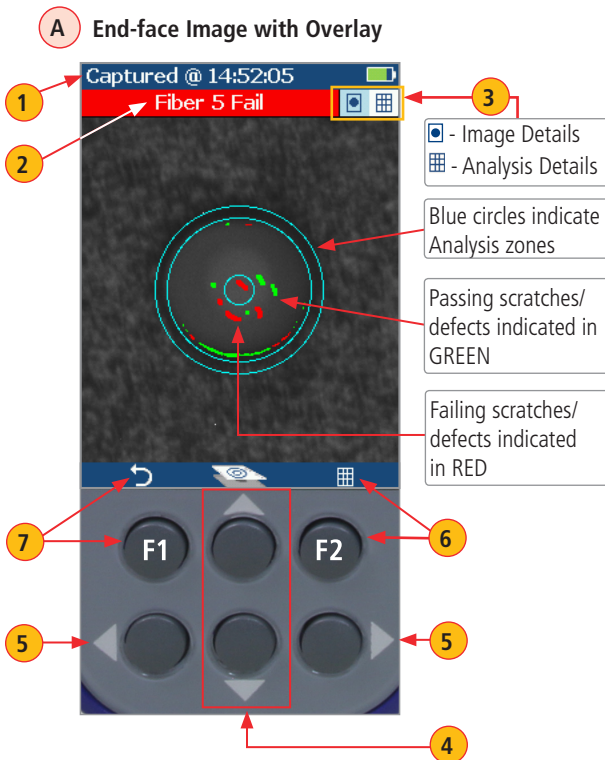 A End-face Image with Overlay
Captured @ 14:52:05
1
Fiber 5 Fail
3
2
- Image Details
- Analysis Details
Blue circles indicate
Analysis zones
Passing scratches/
defects indicated in
GREEN
Failing scratches/
defects indicated
in RED
7
F1
F2
6
5
5
4